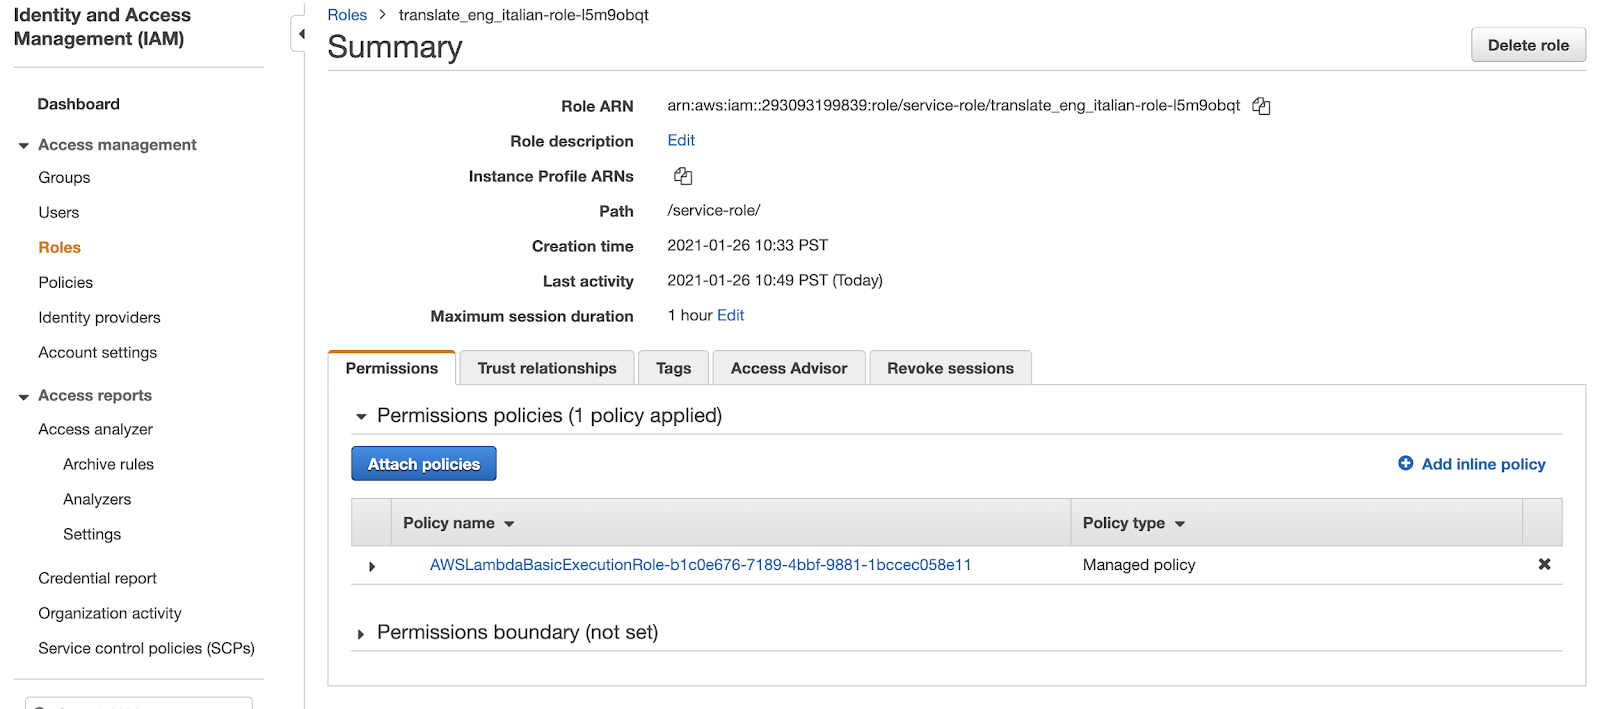 Identity and Access
Management (IAM)
Dashboard
Access management
Groups
Users
Roles
Policies
Identity providers
Account settings
Access reports
Access analyzer
Archive rules
Analyzers
Settings
Credential report
Organization activity
Service control policies (SCPs)
Roles > translate_eng_italian-role-l5m9obqt
Summary
Delete role
Role ARN arn:aws:iam::293093199839:role/service-role/translate_eng_italian-role-l5m9obqt
Role description Edit
Instance Profile ARNs
Path /service-role/
Creation time 2021-01-26 10:33 PST
Last activity 2021-01-26 10:49 PST (Today)
Maximum session duration 1 hour Edit
Permissions Trust relationships Tags Access Advisor Revoke sessions
Permissions policies (1 policy applied)
Attach policies Add inline policy
Policy name Policy type
AWSLambdaBasicExecutionRole-b1c0e676-7189-4bbf-9881-1bccec058e11 Managed policy
Permissions boundary (not set)